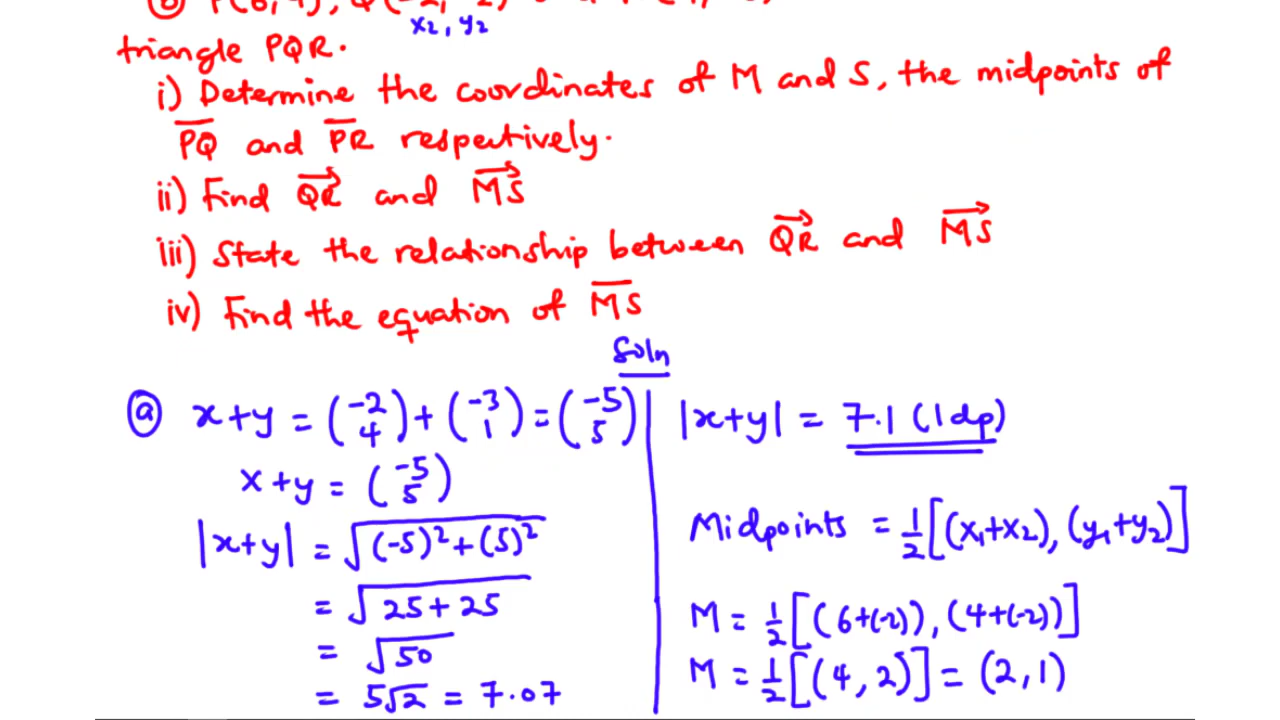 x2, y2
triangle PQR.
i) Determine the coordinates of M and S, the midpoints of
PQ and PR respectively.
ii) Find QR and MS
iii) State the relationship between QR and MS
iv) Find the equation of MS
Soln
(a) x+y = (-2 4) + (-3 1) = (-5 5)
x+y = (-5 5)
|x+y| = √(-5)²+(5)²
= √25+25
= √50
= 5√2 = 7.07
|x+y| = 7.1 (1dp)
Midpoints = 1/2[(x1+x2), (y1+y2)]
M = 1/2[(6+(-2)), (4+(-2))]
M = 1/2[(4, 2)] = (2, 1)